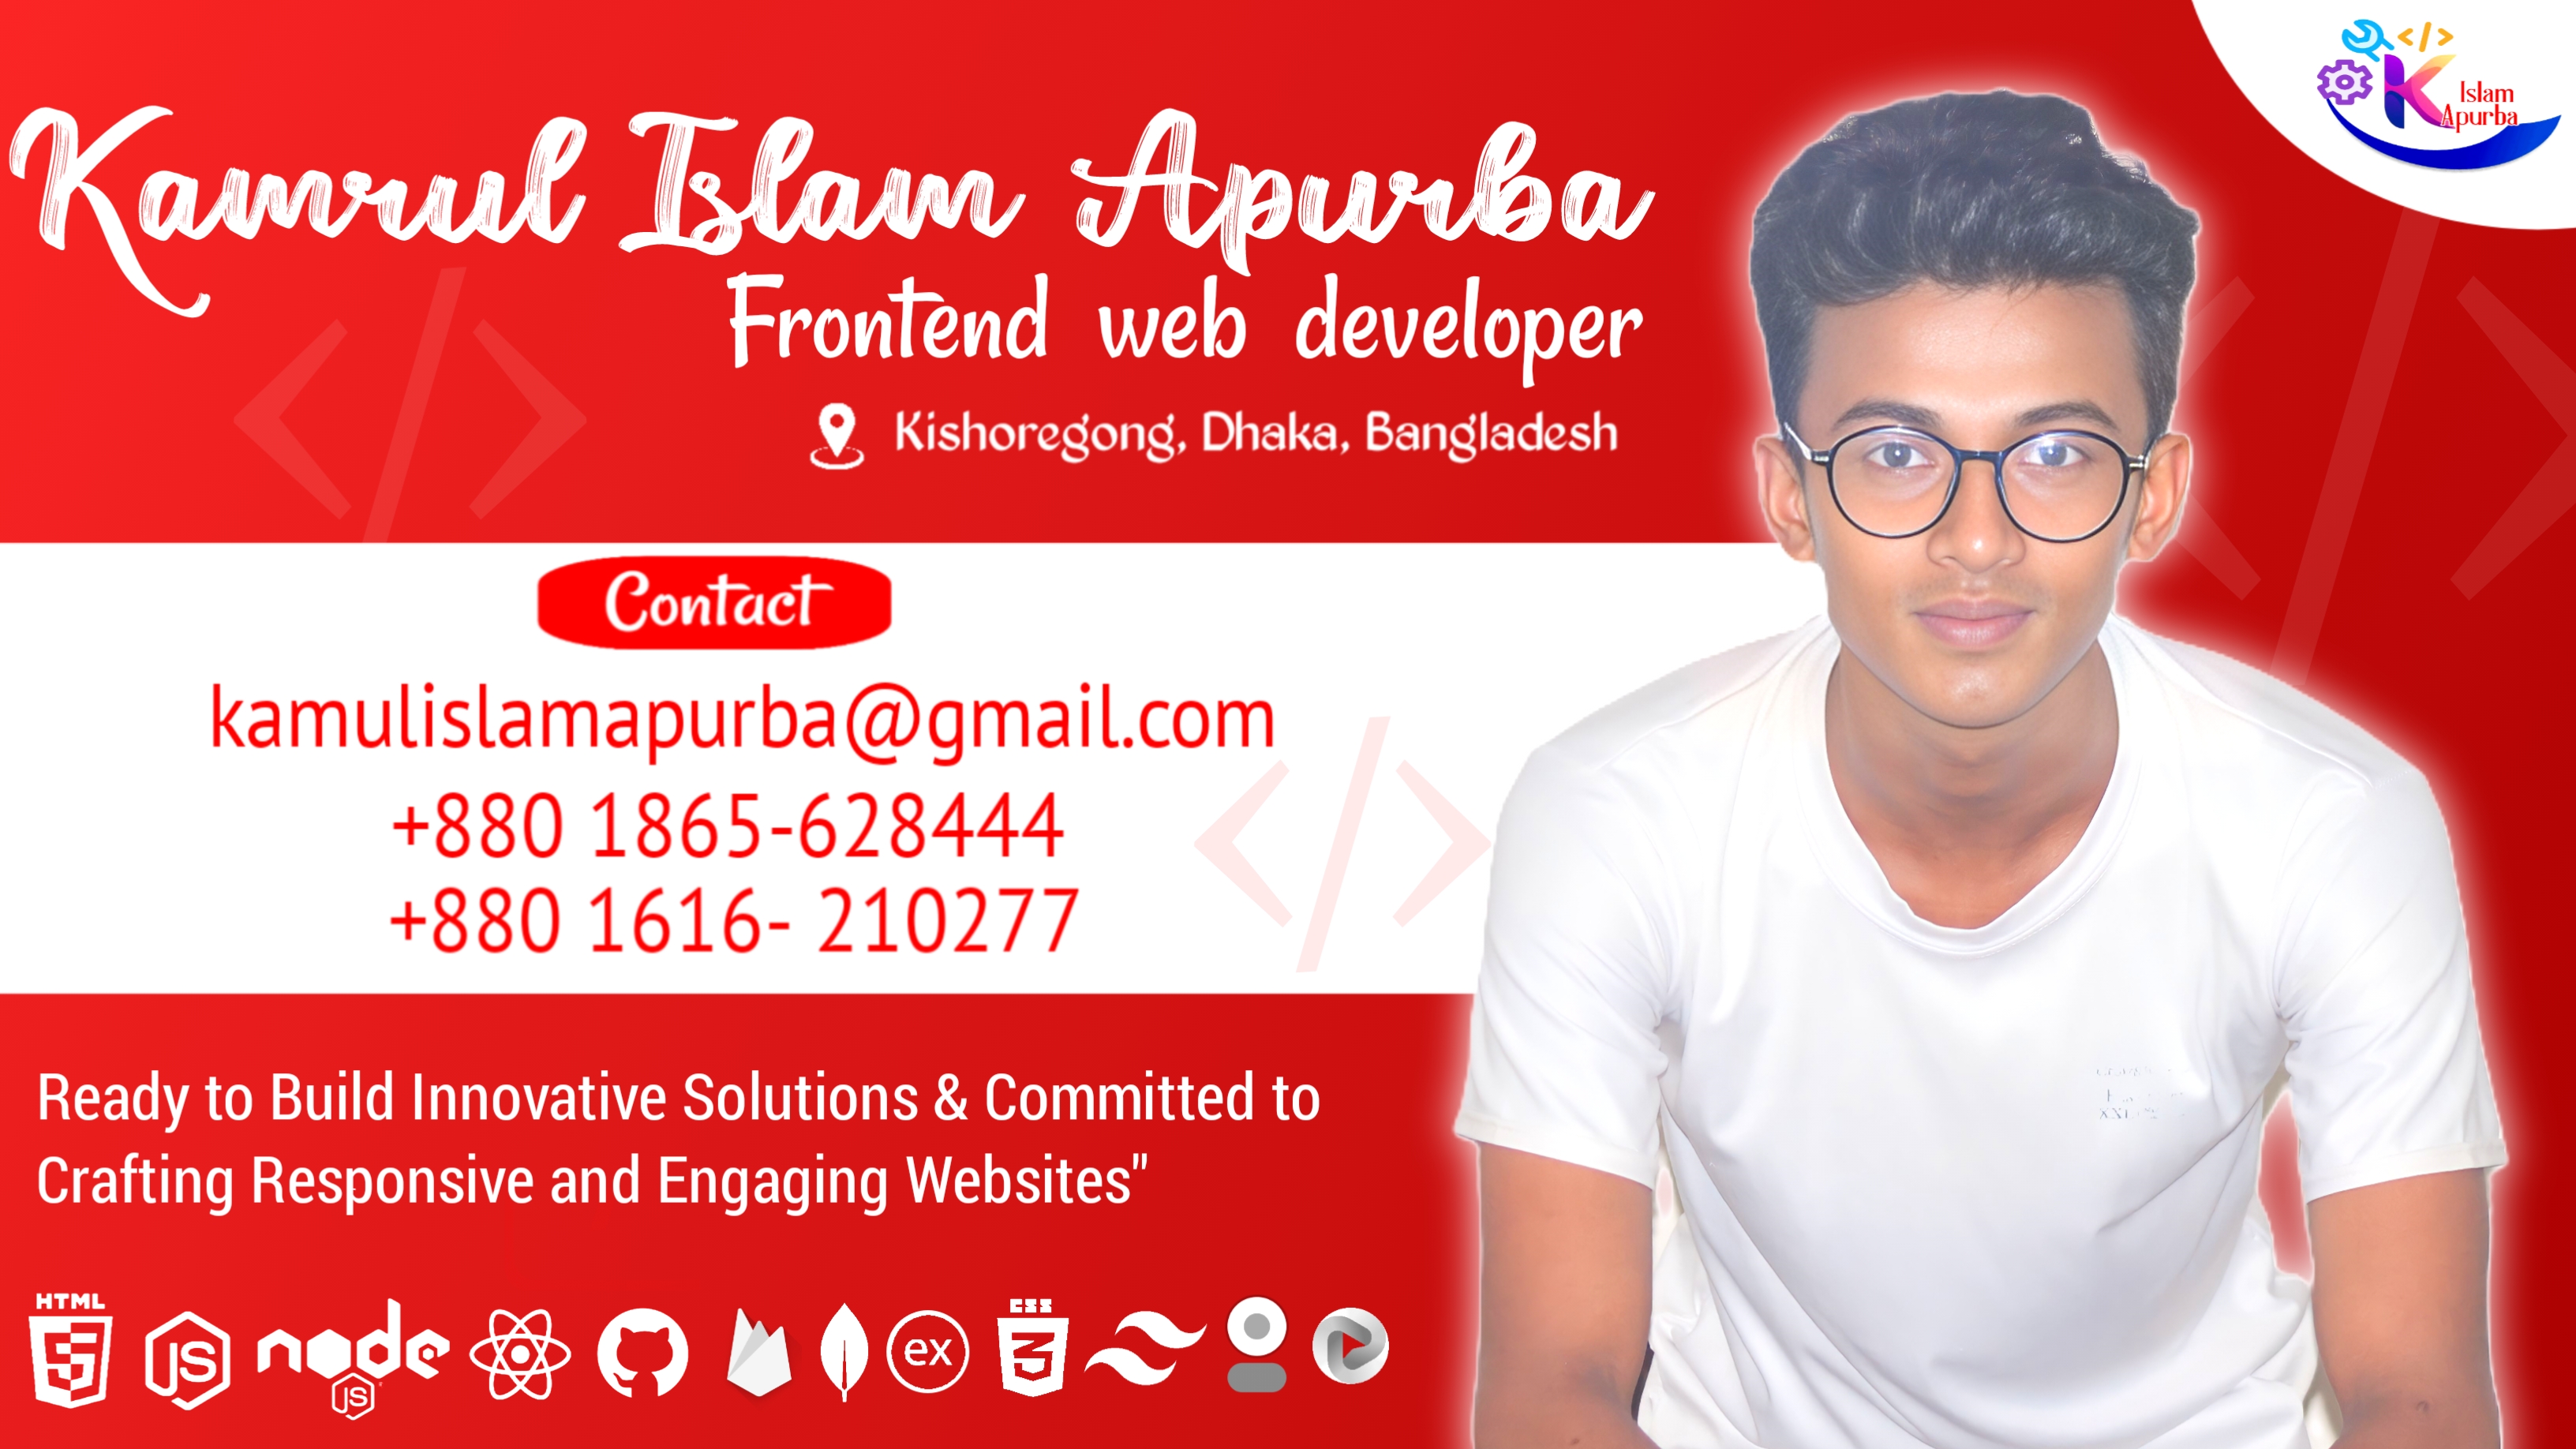 Kamrul Islam Apurba
Frontend web developer
Kishoregong, Dhaka, Bangladesh
K Islam
Apurba
Contact
kamulislamapurba@gmail.com
+880 1865-628444
+880 1616- 210277
Ready to Build Innovative Solutions & Committed to
Crafting Responsive and Engaging Websites"
HTML
5
JS
node
JS
ex
CSS
3